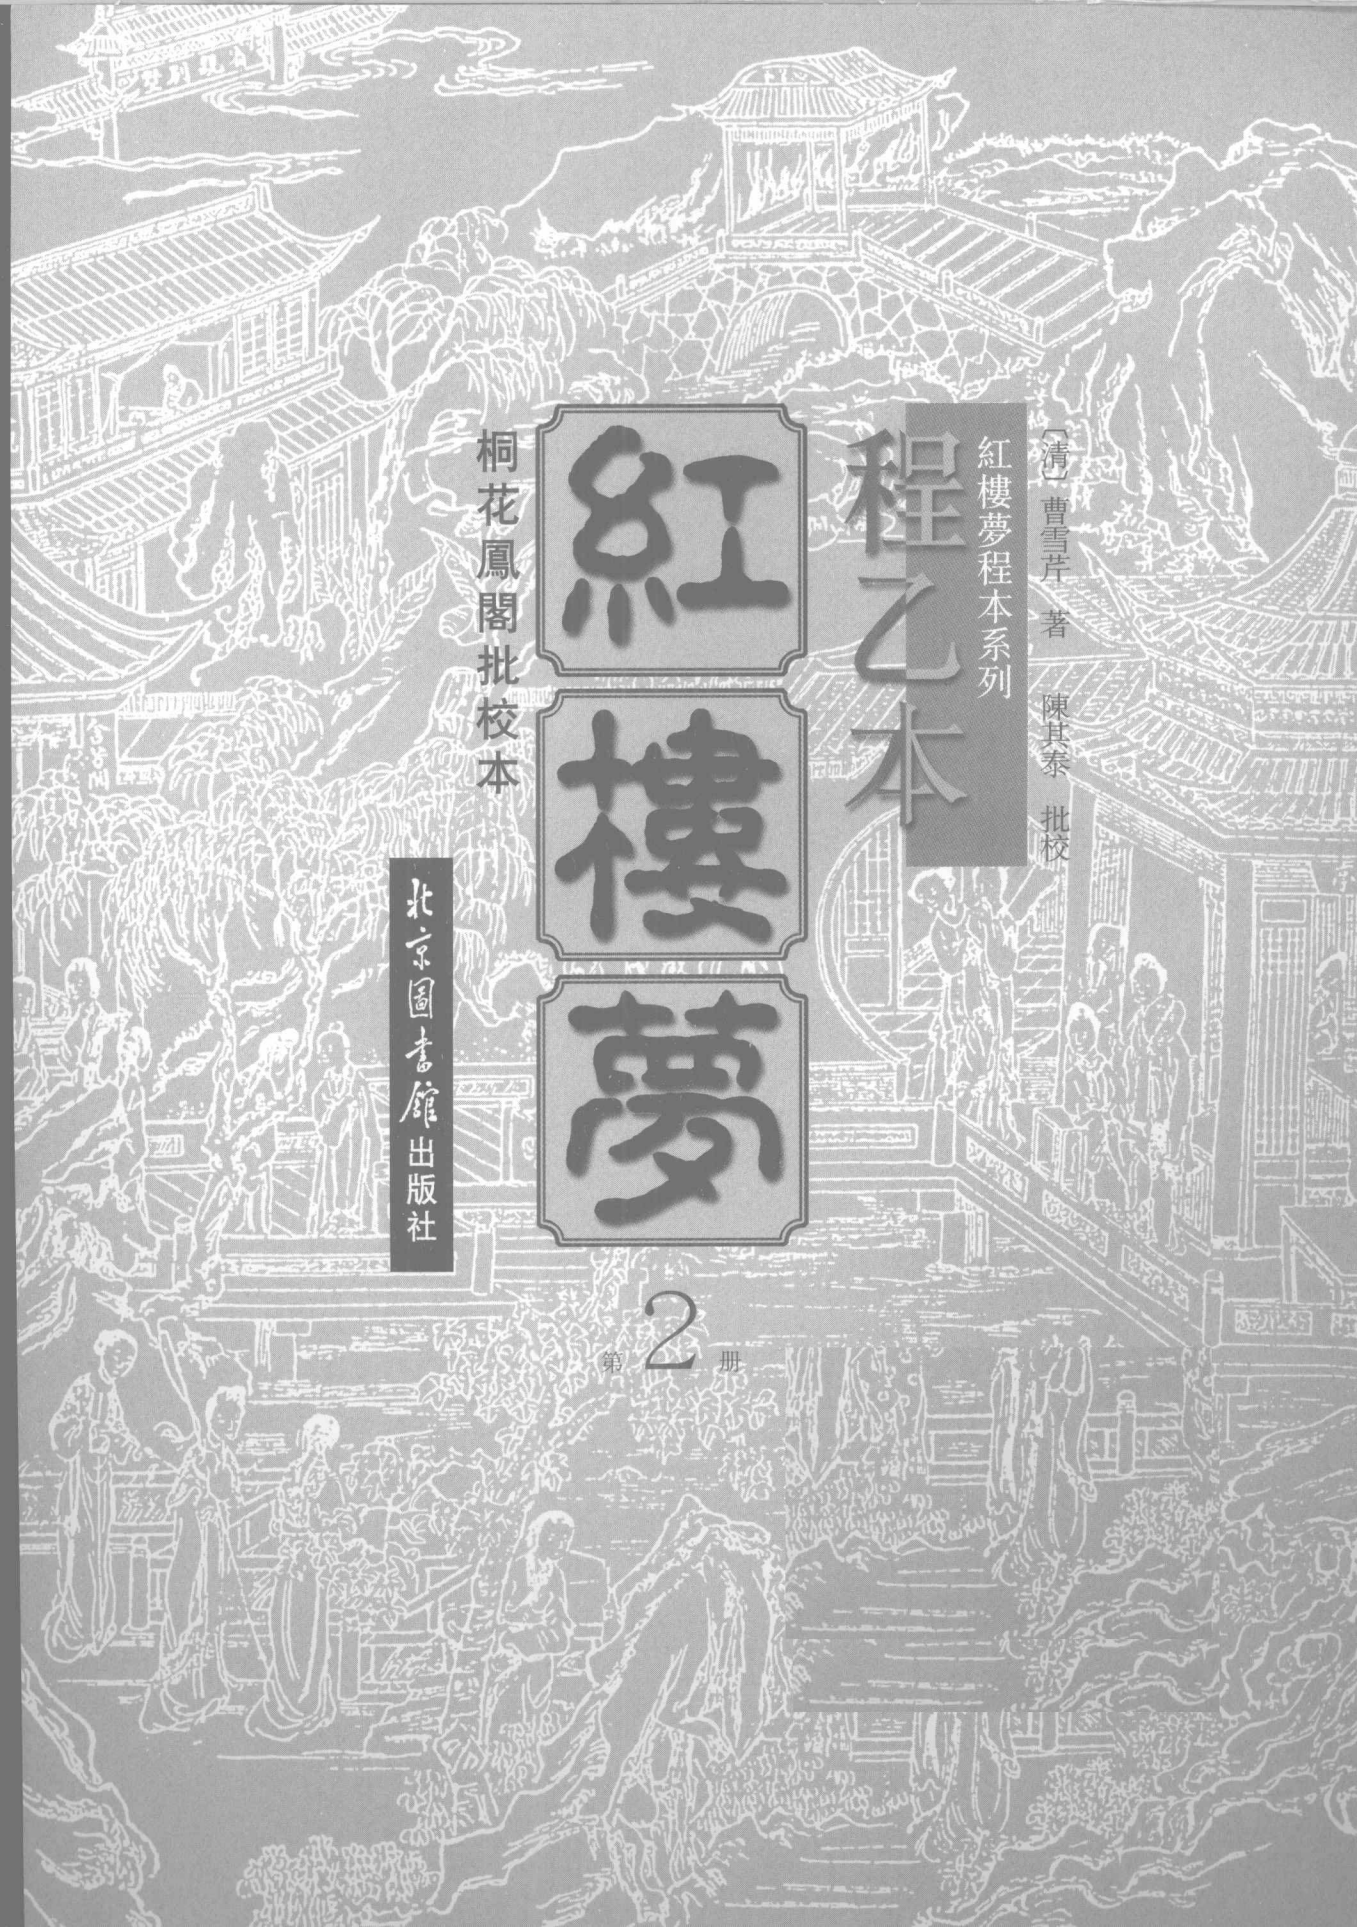 〔清〕曹雪芹 著 陳其泰 批校
紅樓夢程本系列
程乙本
紅樓夢
桐花鳳閣批校本
北京圖書館出版社
第2册